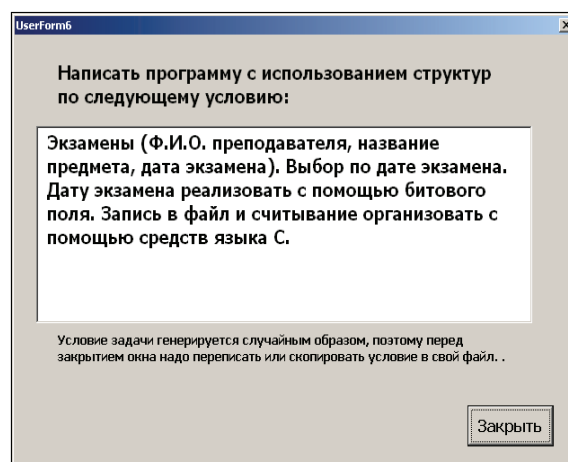 UserForm6
Написать программу с использованием структур
по следующему условию:
Экзамены (Ф.И.О. преподавателя, название
предмета, дата экзамена). Выбор по дате экзамена.
Дату экзамена реализовать с помощью битового
поля. Запись в файл и считывание организовать с
помощью средств языка С.
Условие задачи генерируется случайным образом, поэтому перед
закрытием окна надо переписать или скопировать условие в свой файл. .
Закрыть